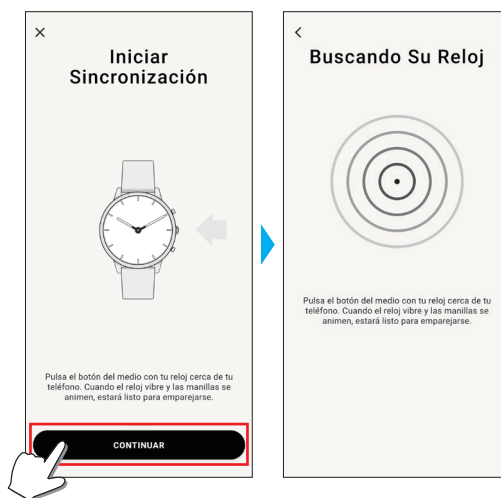 Iniciar
Sincronización
Pulsa el botón del medio con tu reloj cerca de tu
teléfono. Cuando el reloj vibre y las manillas se
animen, estará listo para emparejarse.
CONTINUAR
Buscando Su Reloj
Pulsa el botón del medio con tu reloj cerca de tu
teléfono. Cuando el reloj vibre y las manillas se
animen, estará listo para emparejarse.